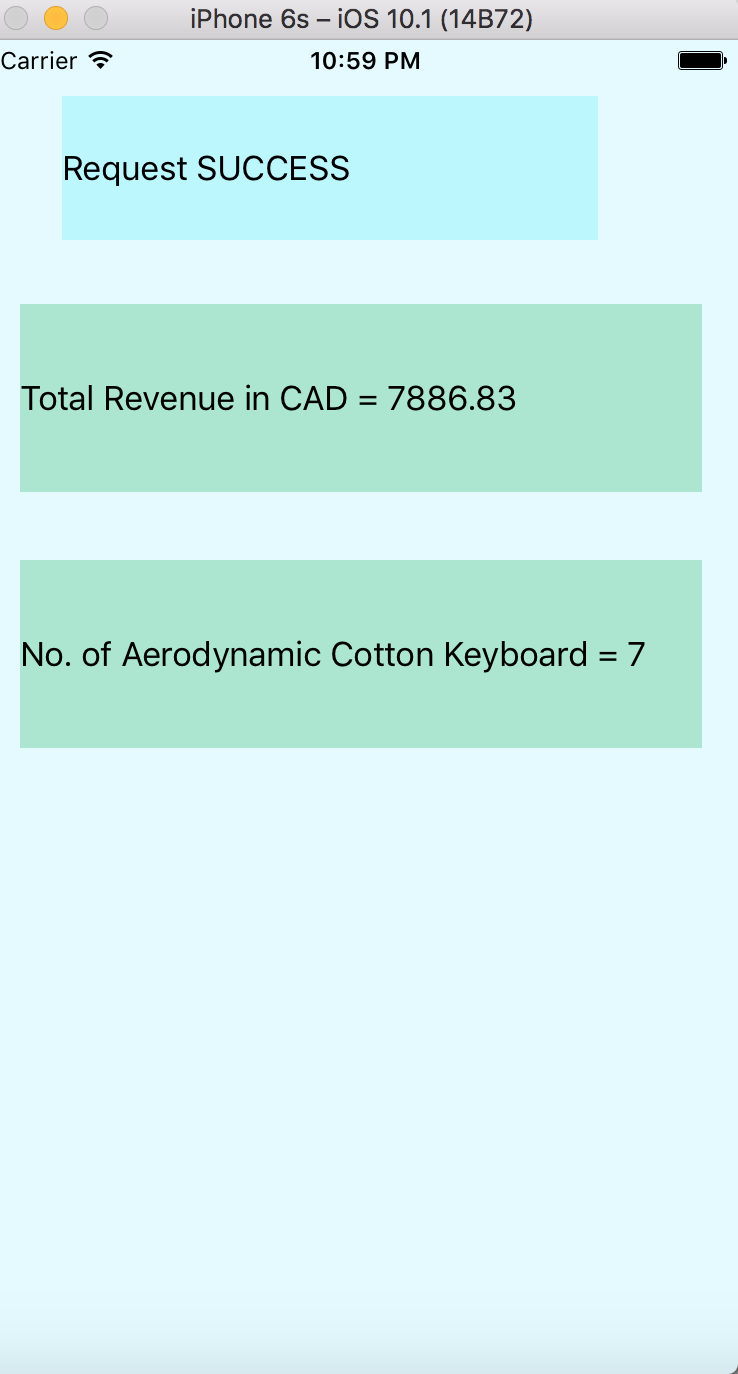 iPhone 6s – iOS 10.1 (14B72)
Carrier 10:59 PM
Request SUCCESS
Total Revenue in CAD = 7886.83
No. of Aerodynamic Cotton Keyboard = 7